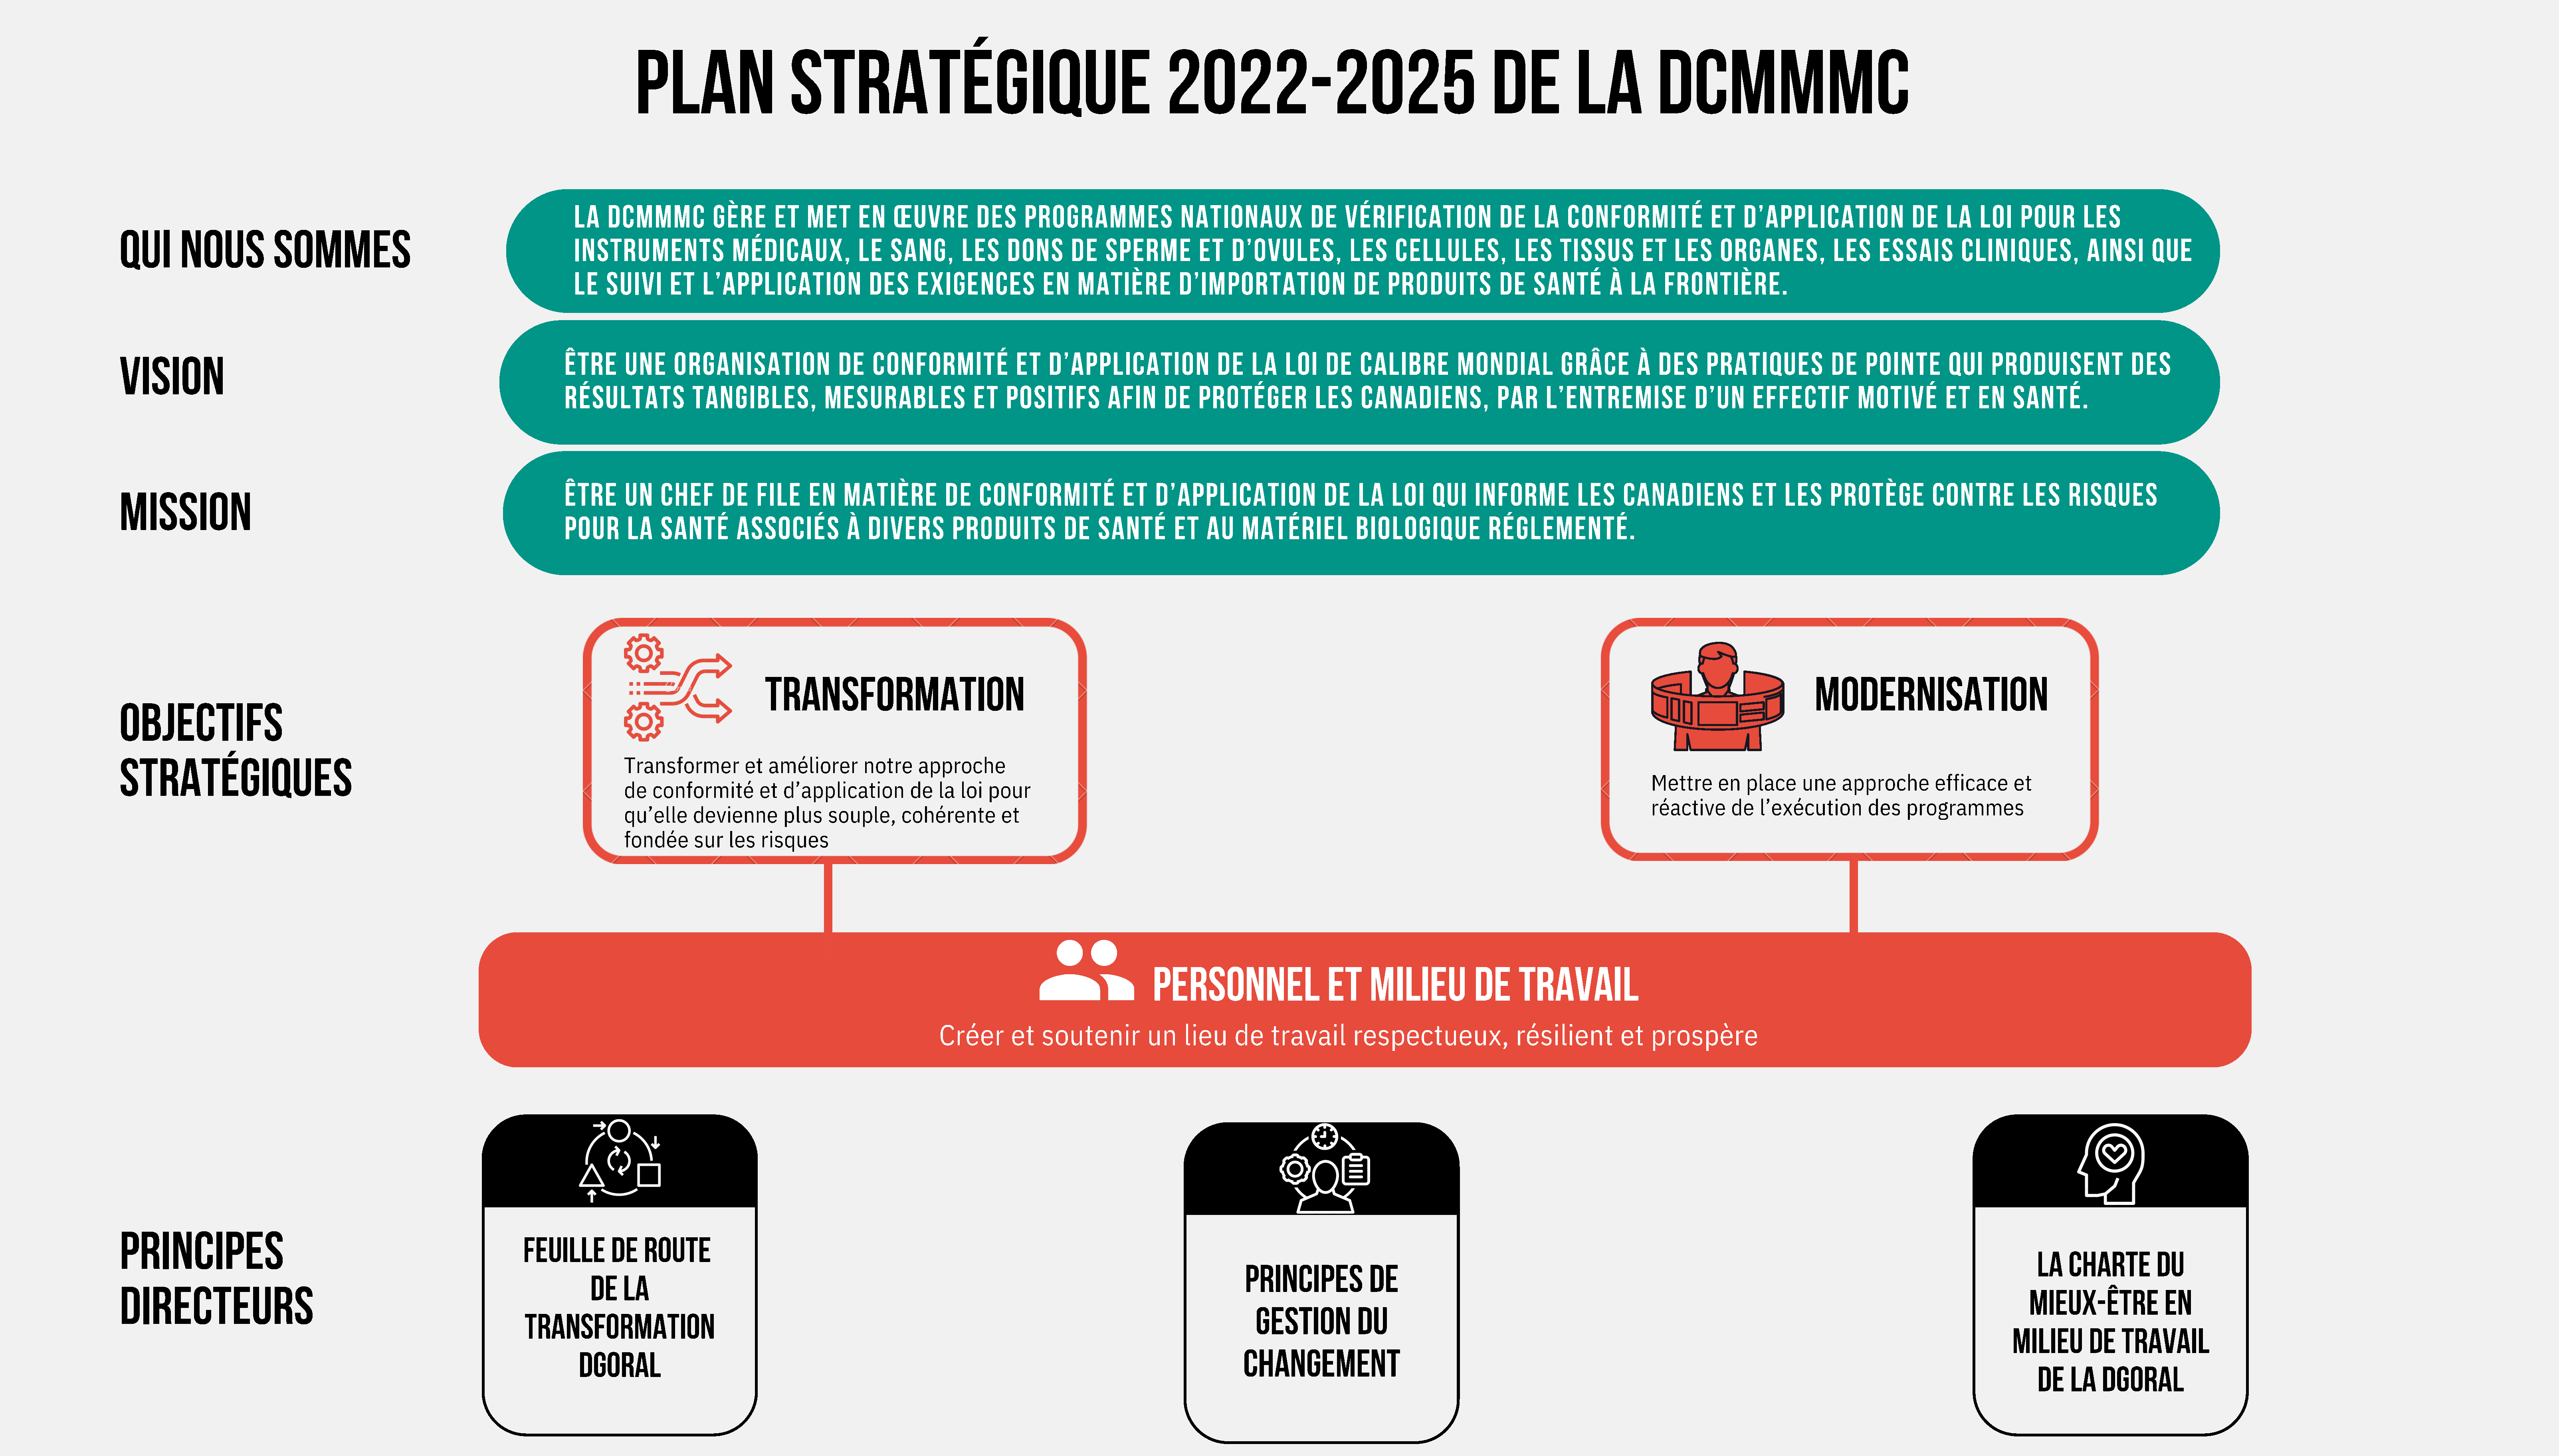 PLAN STRATÉGIQUE 2022-2025 DE LA DCMMMC
QUI NOUS SOMMES
LA DCMMMC GÈRE ET MET EN ŒUVRE DES PROGRAMMES NATIONAUX DE VÉRIFICATION DE LA CONFORMITÉ ET D'APPLICATION DE LA LOI POUR LES
INSTRUMENTS MÉDICAUX, LE SANG, LES DONS DE SPERME ET D'OVULES, LES CELLULES, LES TISSUS ET LES ORGANES, LES ESSAIS CLINIQUES, AINSI QUE
LE SUIVI ET L'APPLICATION DES EXIGENCES EN MATIÈRE D'IMPORTATION DE PRODUITS DE SANTÉ À LA FRONTIÈRE.
VISION
ÊTRE UNE ORGANISATION DE CONFORMITÉ ET D'APPLICATION DE LA LOI DE CALIBRE MONDIAL GRÂCE À DES PRATIQUES DE POINTE QUI PRODUISENT DES
RÉSULTATS TANGIBLES, MESURABLES ET POSITIFS AFIN DE PROTÉGER LES CANADIENS, PAR L'ENTREMISE D'UN EFFECTIF MOTIVÉ ET EN SANTÉ.
MISSION
ÊTRE UN CHEF DE FILE EN MATIÈRE DE CONFORMITÉ ET D'APPLICATION DE LA LOI QUI INFORME LES CANADIENS ET LES PROTÈGE CONTRE LES RISQUES
POUR LA SANTÉ ASSOCIÉS À DIVERS PRODUITS DE SANTÉ ET AU MATÉRIEL BIOLOGIQUE RÉGLEMENTÉ.
OBJECTIFS
STRATÉGIQUES
TRANSFORMATION
Transformer et améliorer notre approche
de conformité et d'application de la loi pour
qu'elle devienne plus souple, cohérente et
fondée sur les risques
MODERNISATION
Mettre en place une approche efficace et
réactive de l'exécution des programmes
PERSONNEL ET MILIEU DE TRAVAIL
Créer et soutenir un lieu de travail respectueux, résilient et prospère
PRINCIPES
DIRECTEURS
FEUILLE DE ROUTE
DE LA
TRANSFORMATION
DGORAL
PRINCIPES DE
GESTION DU
CHANGEMENT
LA CHARTE DU
MIEUX-ÊTRE EN
MILIEU DE TRAVAIL
DE LA DGORAL